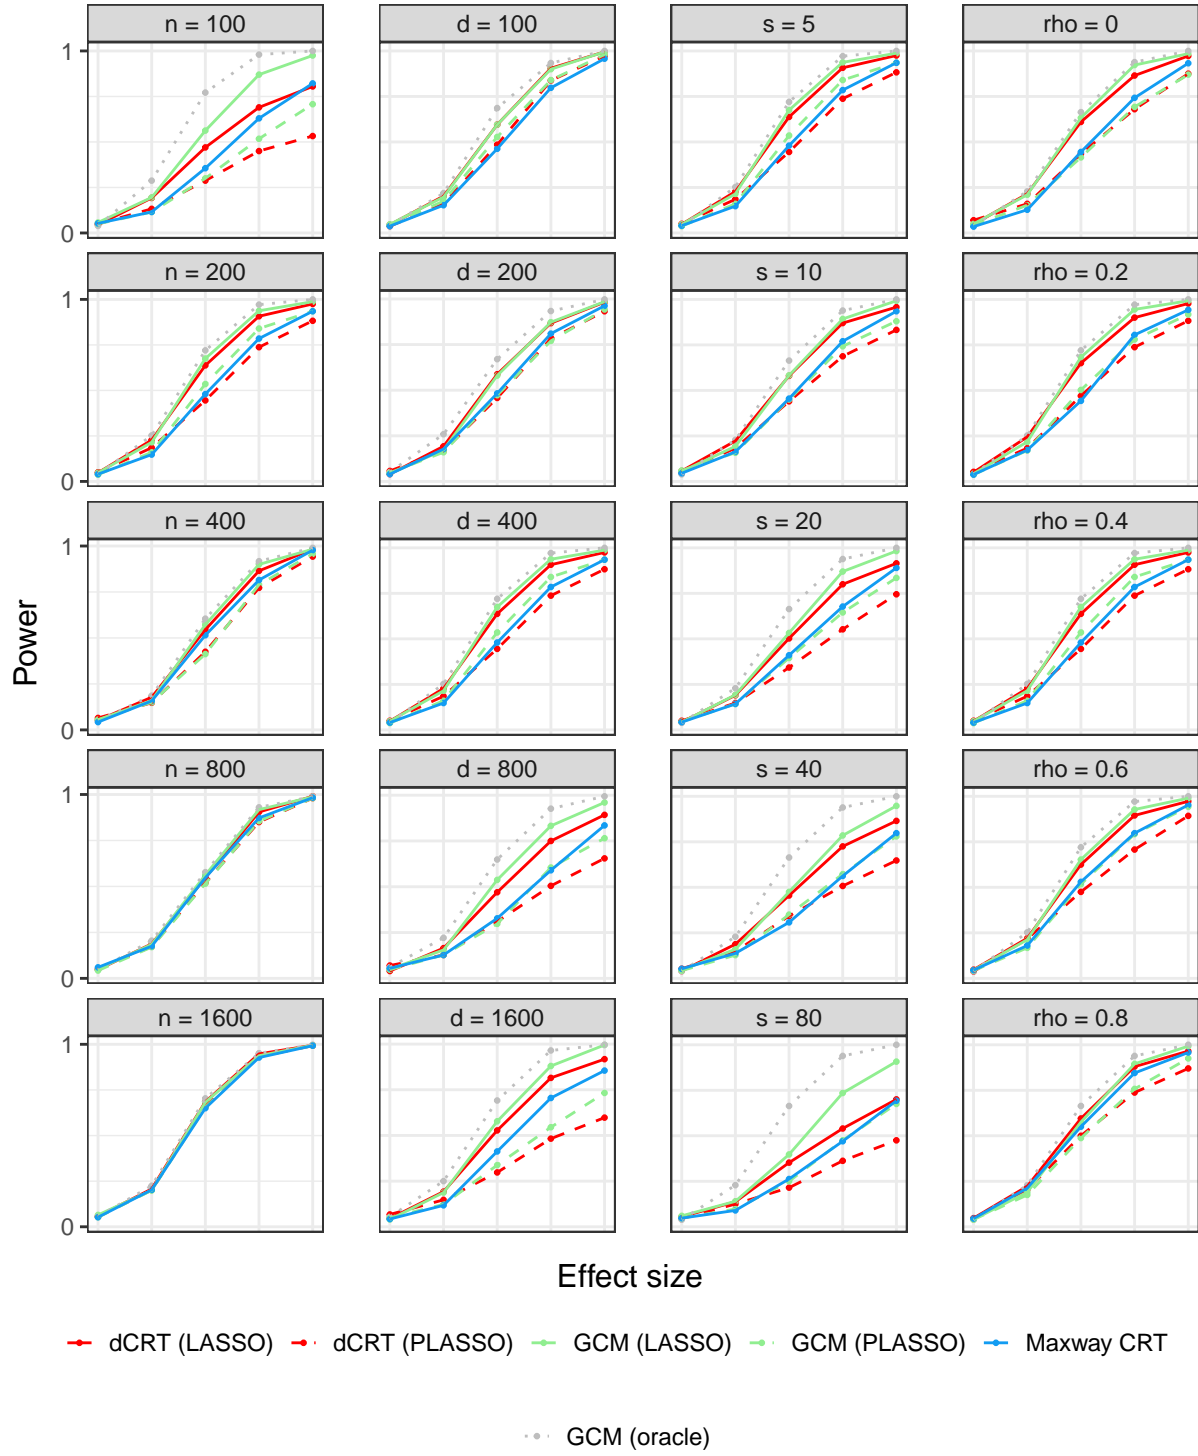 n = 100
d = 100
s = 5
rho = 0
1
0
n = 200
d = 200
s = 10
rho = 0.2
1
0
n = 400
d = 400
s = 20
rho = 0.4
1
0
n = 800
d = 800
s = 40
rho = 0.6
1
0
n = 1600
d = 1600
s = 80
rho = 0.8
1
0
Power
Effect size
dCRT (LASSO)
dCRT (PLASSO)
GCM (LASSO)
GCM (PLASSO)
Maxway CRT
GCM (oracle)